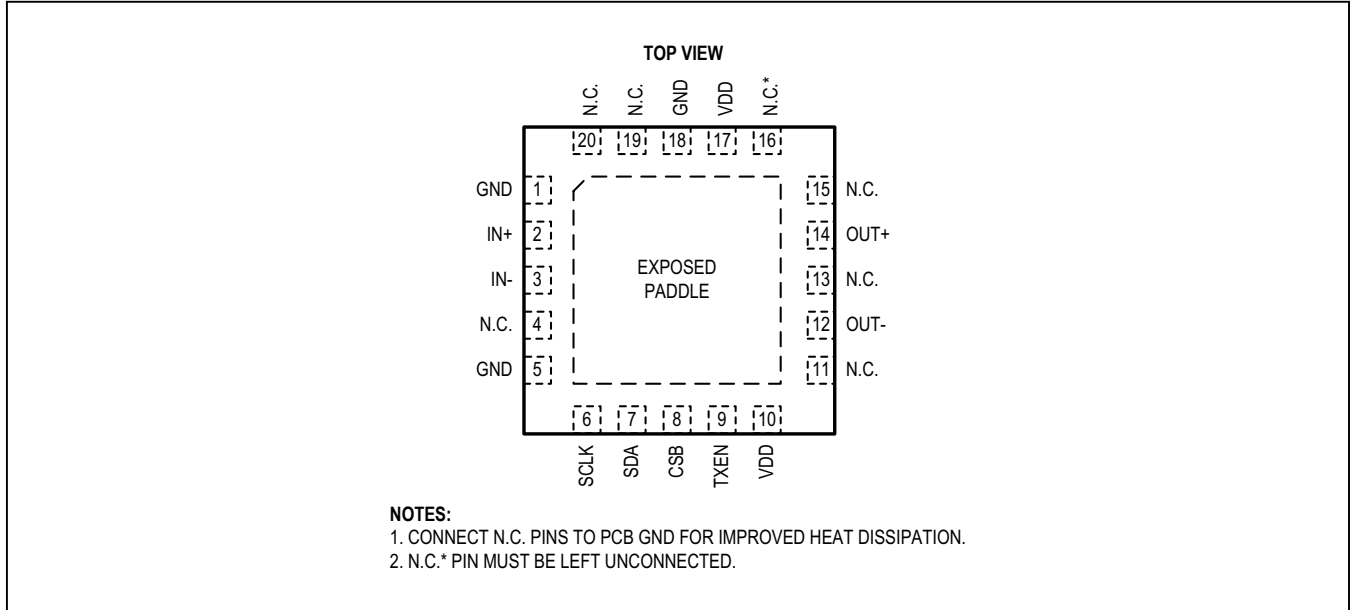 TOP VIEW
N.C. N.C. GND VDD N.C.*
20 19 18 17 16
GND 1
IN+ 2
IN- 3
N.C. 4
GND 5
EXPOSED
PADDLE
15 N.C.
14 OUT+
13 N.C.
12 OUT-
11 N.C.
6 7 8 9 10
SCLK SDA CSB TXEN VDD
NOTES:
1. CONNECT N.C. PINS TO PCB GND FOR IMPROVED HEAT DISSIPATION.
2. N.C.* PIN MUST BE LEFT UNCONNECTED.